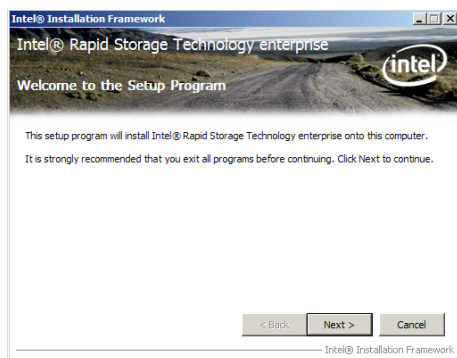 Intel® Installation Framework
Intel® Rapid Storage Technology enterprise
intel
Welcome to the Setup Program
This setup program will install Intel® Rapid Storage Technology enterprise onto this computer.
It is strongly recommended that you exit all programs before continuing. Click Next to continue.
< Back Next > Cancel
Intel® Installation Framework